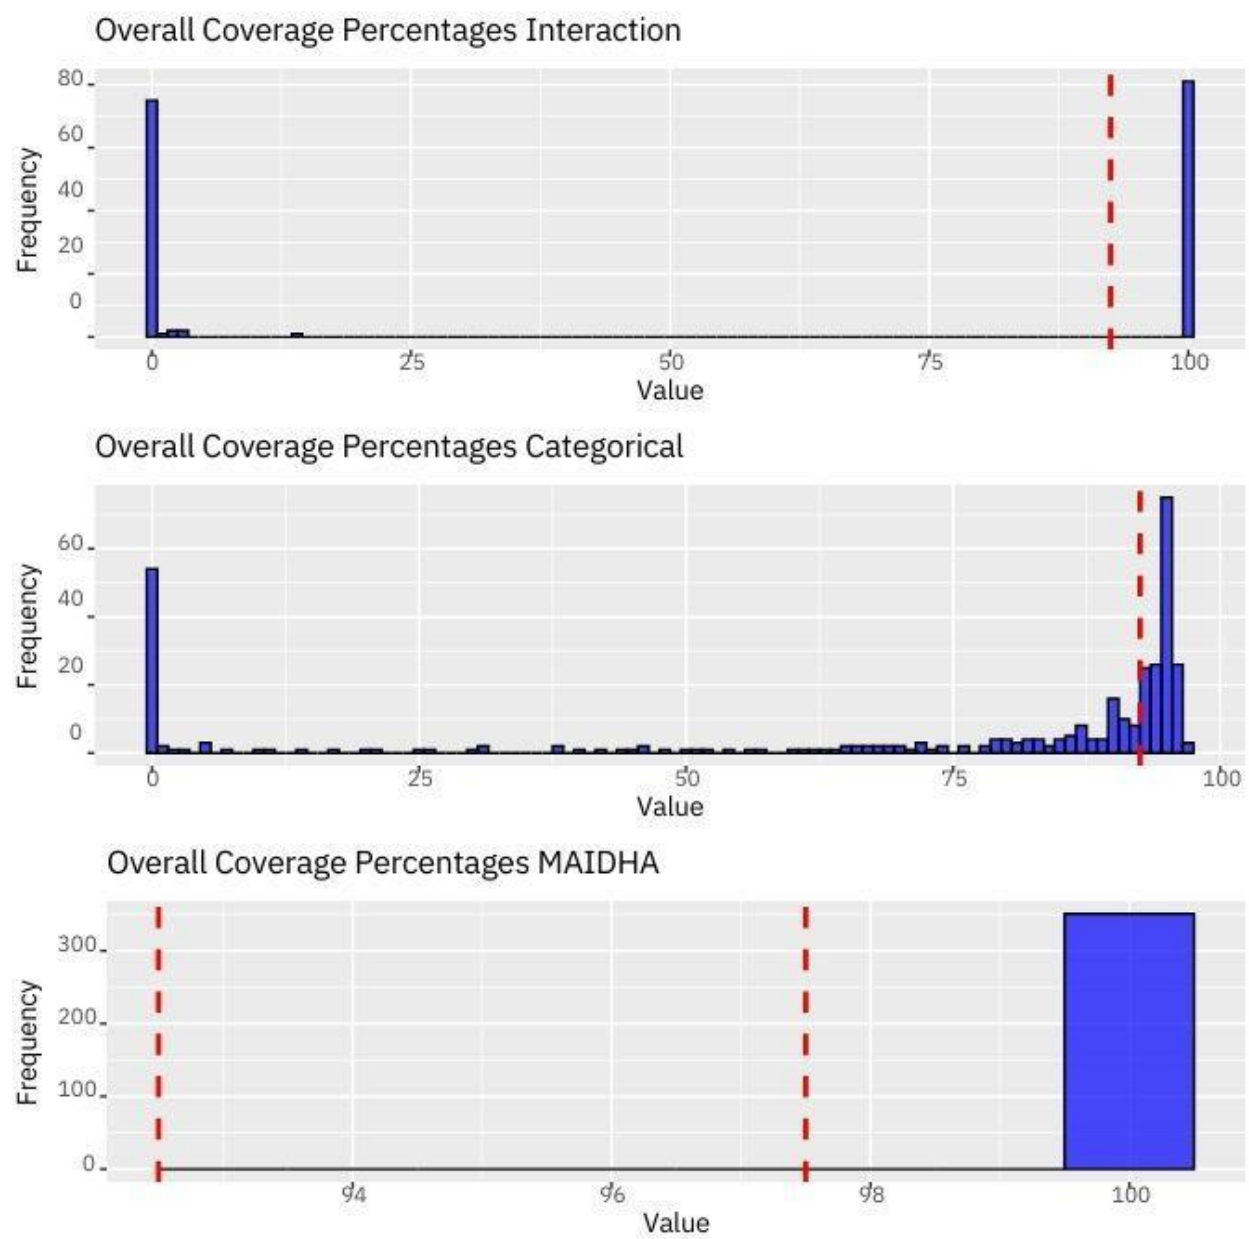 Overall Coverage Percentages Interaction
80
60
40
20
0
Frequency
0 25 50 75 100
Value
Overall Coverage Percentages Categorical
60
40
20
0
Frequency
0 25 50 75 100
Value
Overall Coverage Percentages MAIDHA
300
200
100
0
Frequency
94 96 98 100
Value